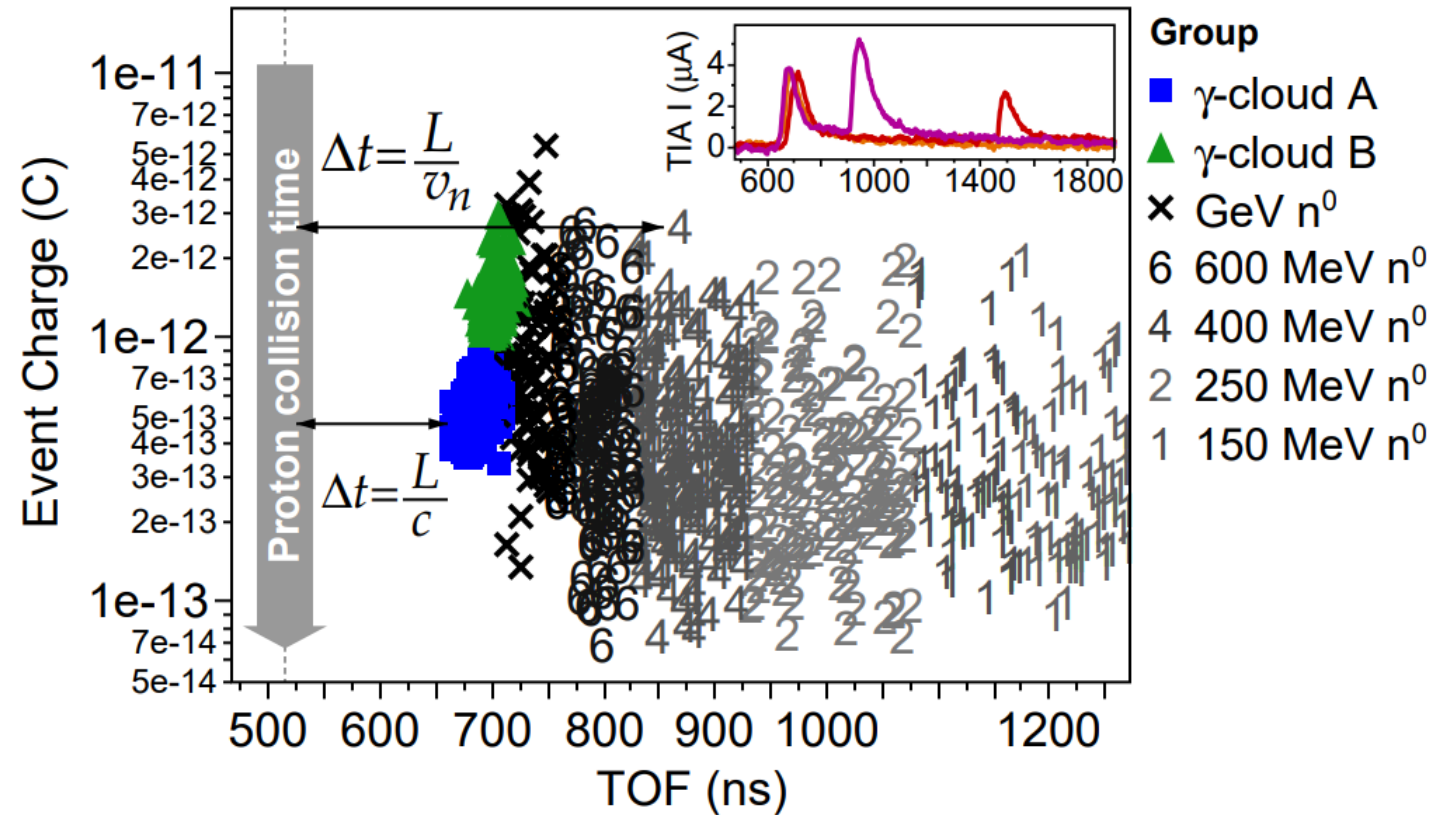 Event Charge (C)
1e-11
7e-12
5e-12
4e-12
3e-12
2e-12
1e-12
7e-13
5e-13
4e-13
3e-13
2e-13
1e-13
7e-14
5e-14
Proton collision time
Δt=L/vₙ
Δt=L/c
TIA I (μA)
4
2
0
600 1000 1400 1800
500 600 700 800 900 1000 1200
TOF (ns)
Group
γ-cloud A
γ-cloud B
GeV n⁰
6 600 MeV n⁰
4 400 MeV n⁰
2 250 MeV n⁰
1 150 MeV n⁰